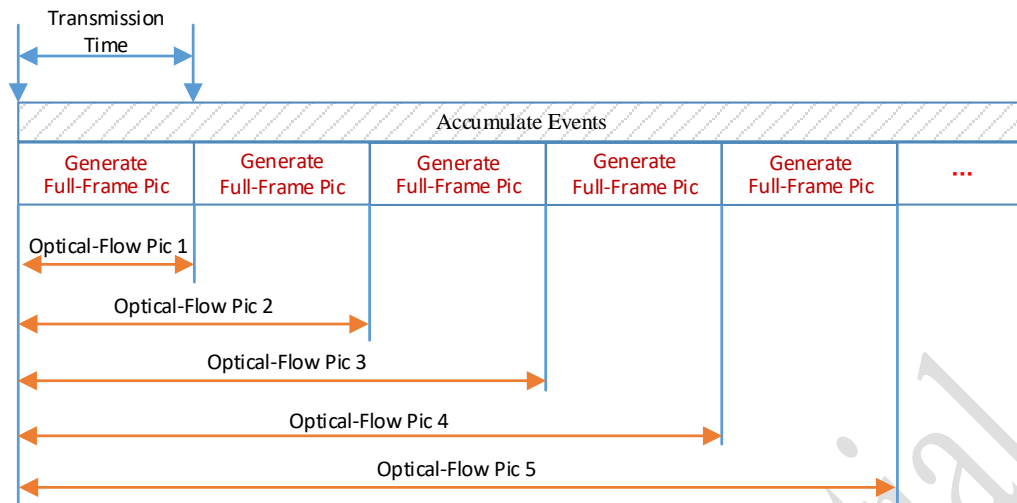 Transmission
Time
Accumulate Events
Generate
Full-Frame Pic
Generate
Full-Frame Pic
Generate
Full-Frame Pic
Generate
Full-Frame Pic
Generate
Full-Frame Pic
...
Optical-Flow Pic 1
Optical-Flow Pic 2
Optical-Flow Pic 3
Optical-Flow Pic 4
Optical-Flow Pic 5